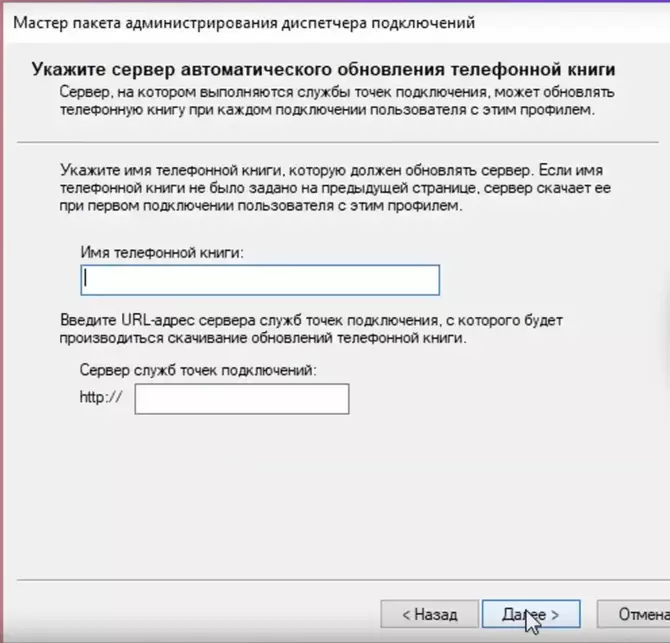 Мастер пакета администрирования диспетчера подключений
Укажите сервер автоматического обновления телефонной книги
Сервер, на котором выполняются службы точек подключения, может обновлять
телефонную книгу при каждом подключении пользователя с этим профилем.
Укажите имя телефонной книги, которую должен обновлять сервер. Если имя
телефонной книги не было задано на предыдущей странице, сервер скачает ее
при первом подключении пользователя с этим профилем.
Имя телефонной книги:
Введите URL-адрес сервера служб точек подключения, с которого будет
производиться скачивание обновлений телефонной книги.
Сервер служб точек подключений:
http://
< Назад
Далее >
Отмена